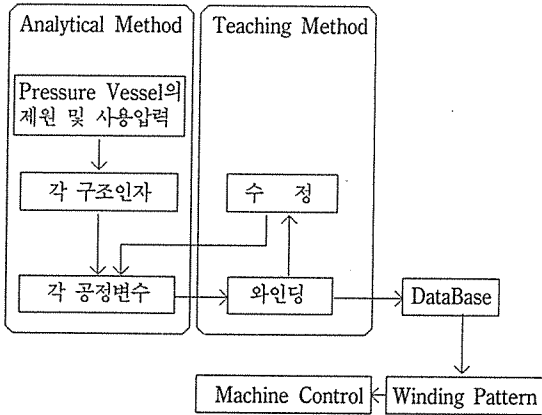 Analytical Method
Teaching Method
Pressure Vessel의
제원 및 사용압력
각 구조인자
수 정
각 공정변수
와인딩
DataBase
Machine Control
Winding Pattern